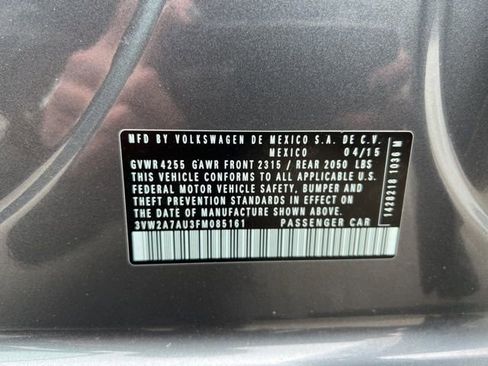 MFD BY VOLKSWAGEN DE MEXICO S.A. DE C.V.
MEXICO 04/15
GVWR 4255 GAWR FRONT 2315 / REAR 2050 LBS
THIS VEHICLE CONFORMS TO ALL APPLICABLE U.S.
FEDERAL MOTOR VEHICLE SAFETY, BUMPER AND
THEFT PREVENTION STANDARDS IN EFFECT ON THE
DATE OF MANUFACTURE SHOWN ABOVE.
3VW2A7AU3FM085161 PASSENGER CAR
1428210 1036 M